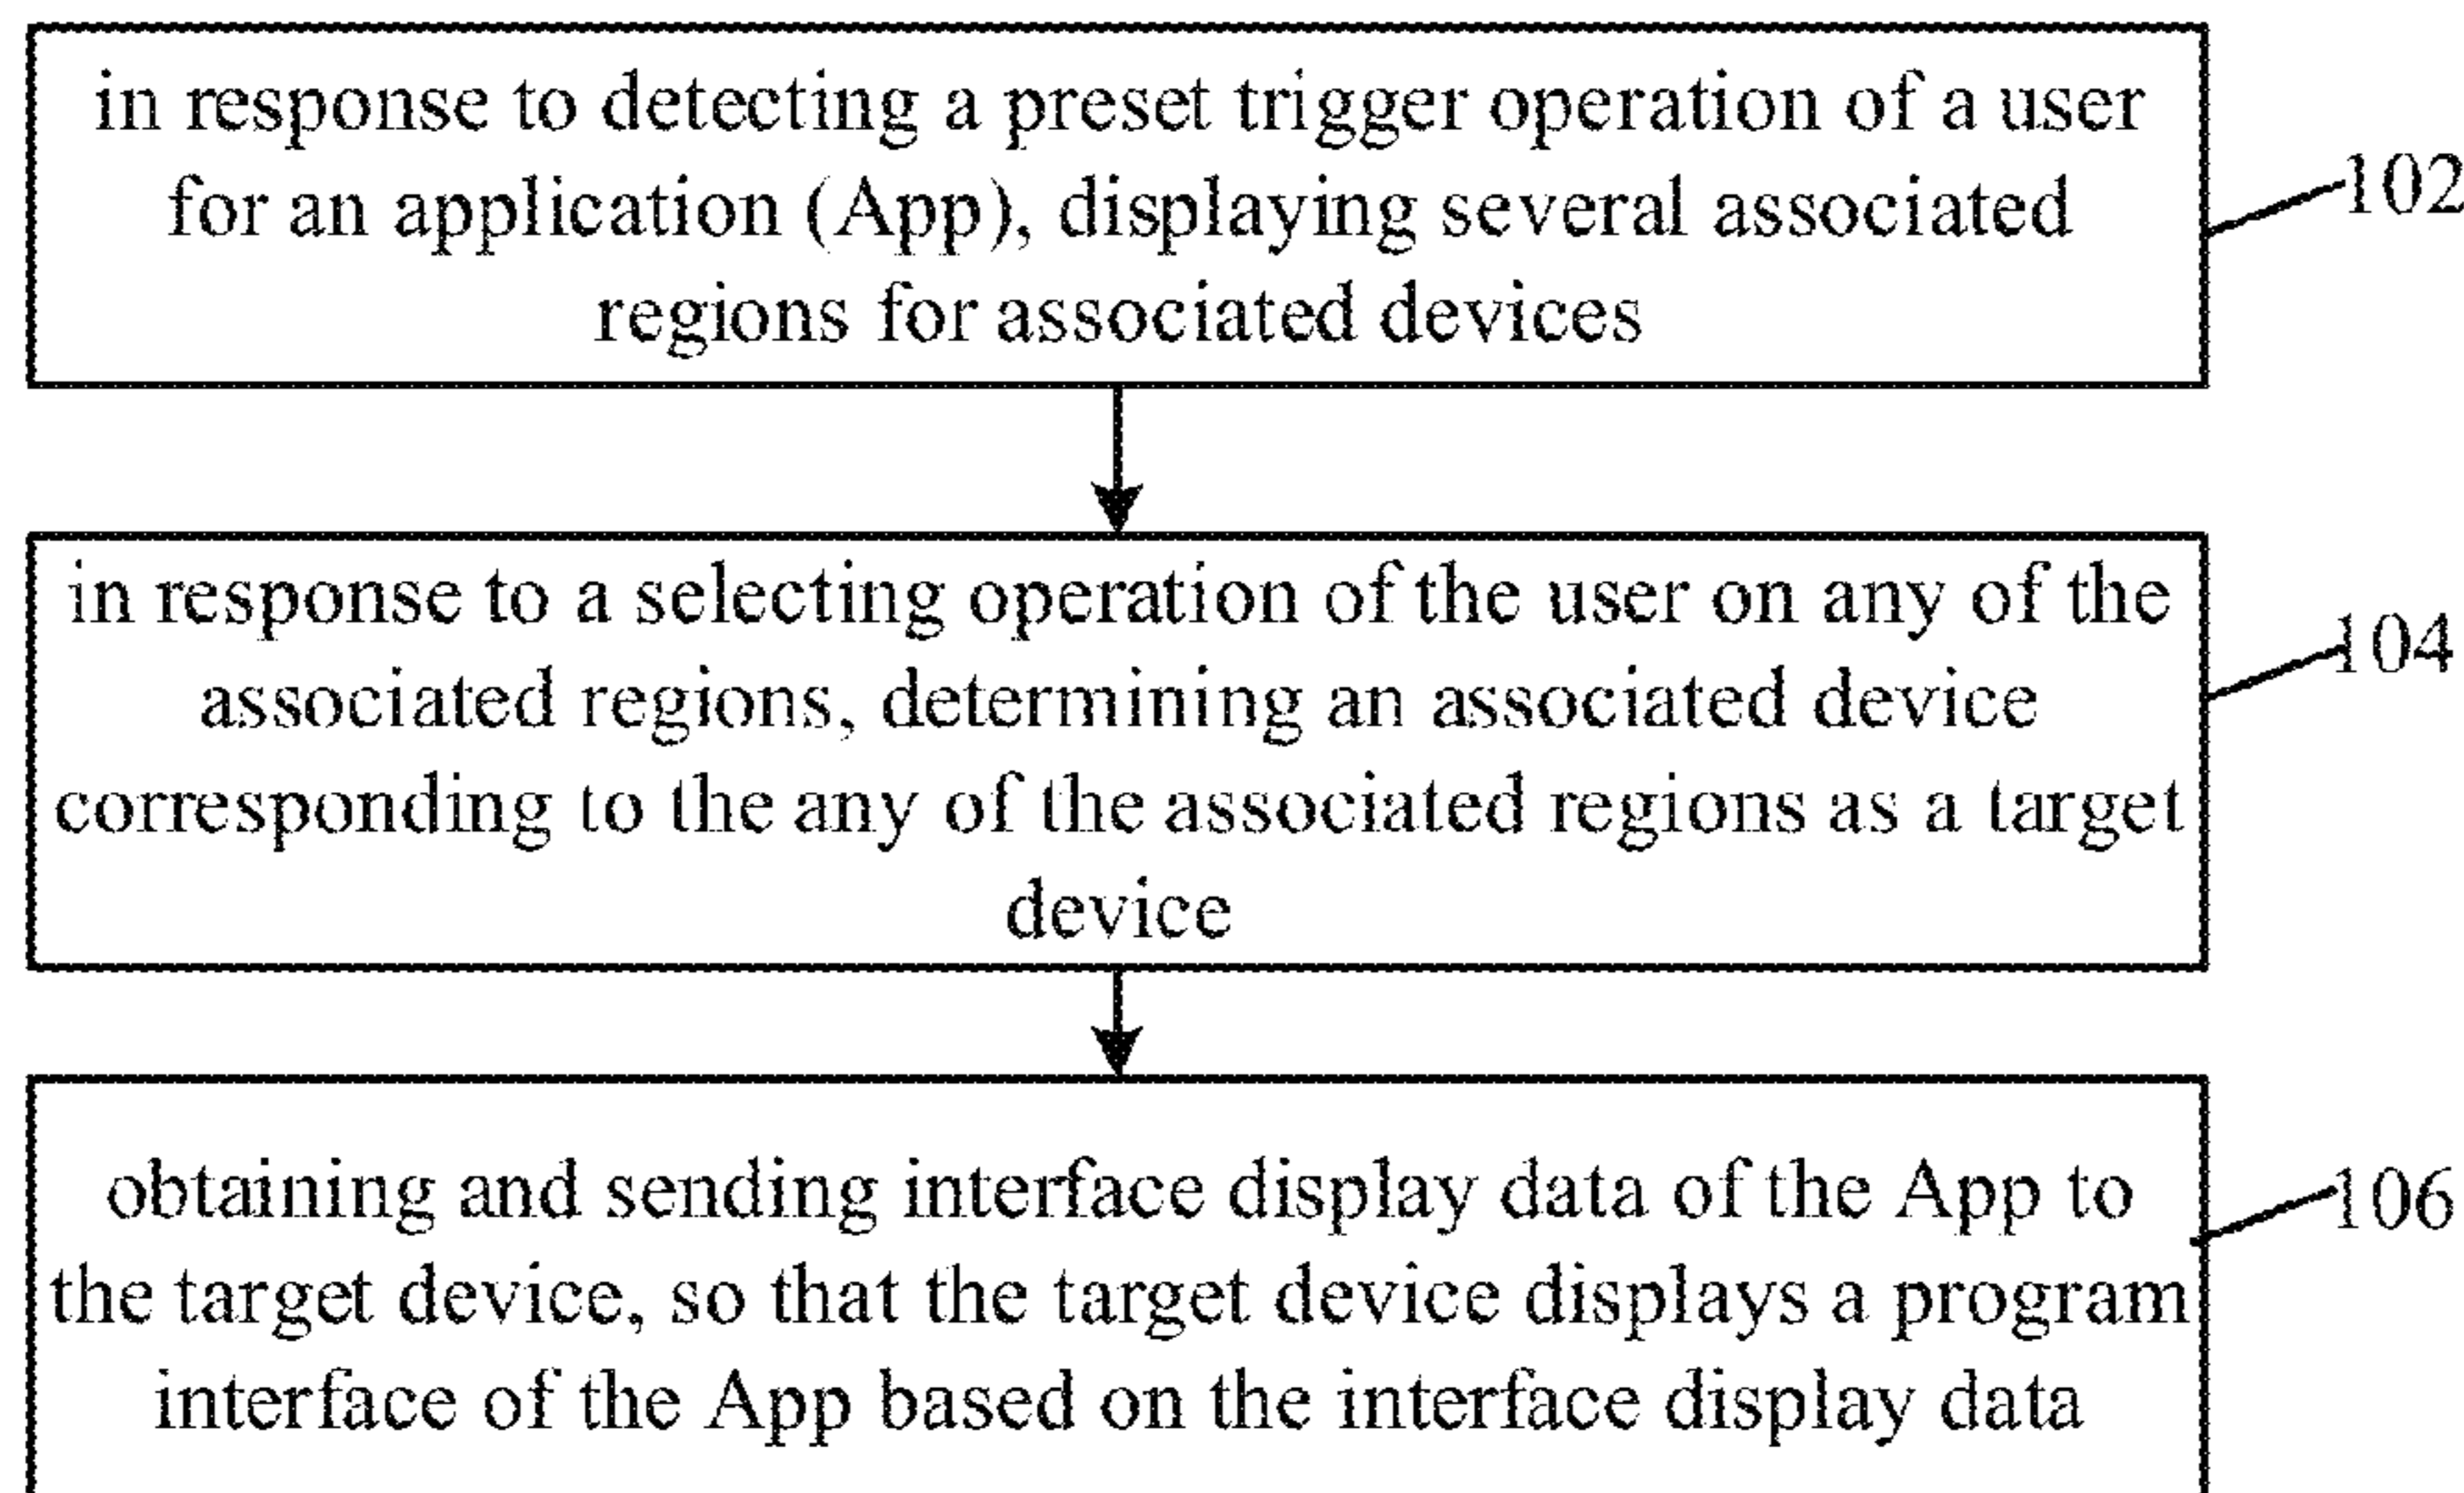 in response to detecting a preset trigger operation of a user
for an application (App), displaying several associated
regions for associated devices
102
in response to a selecting operation of the user on any of the
associated regions, determining an associated device
corresponding to the any of the associated regions as a target
device
104
obtaining and sending interface display data of the App to
the target device, so that the target device displays a program
interface of the App based on the interface display data
106